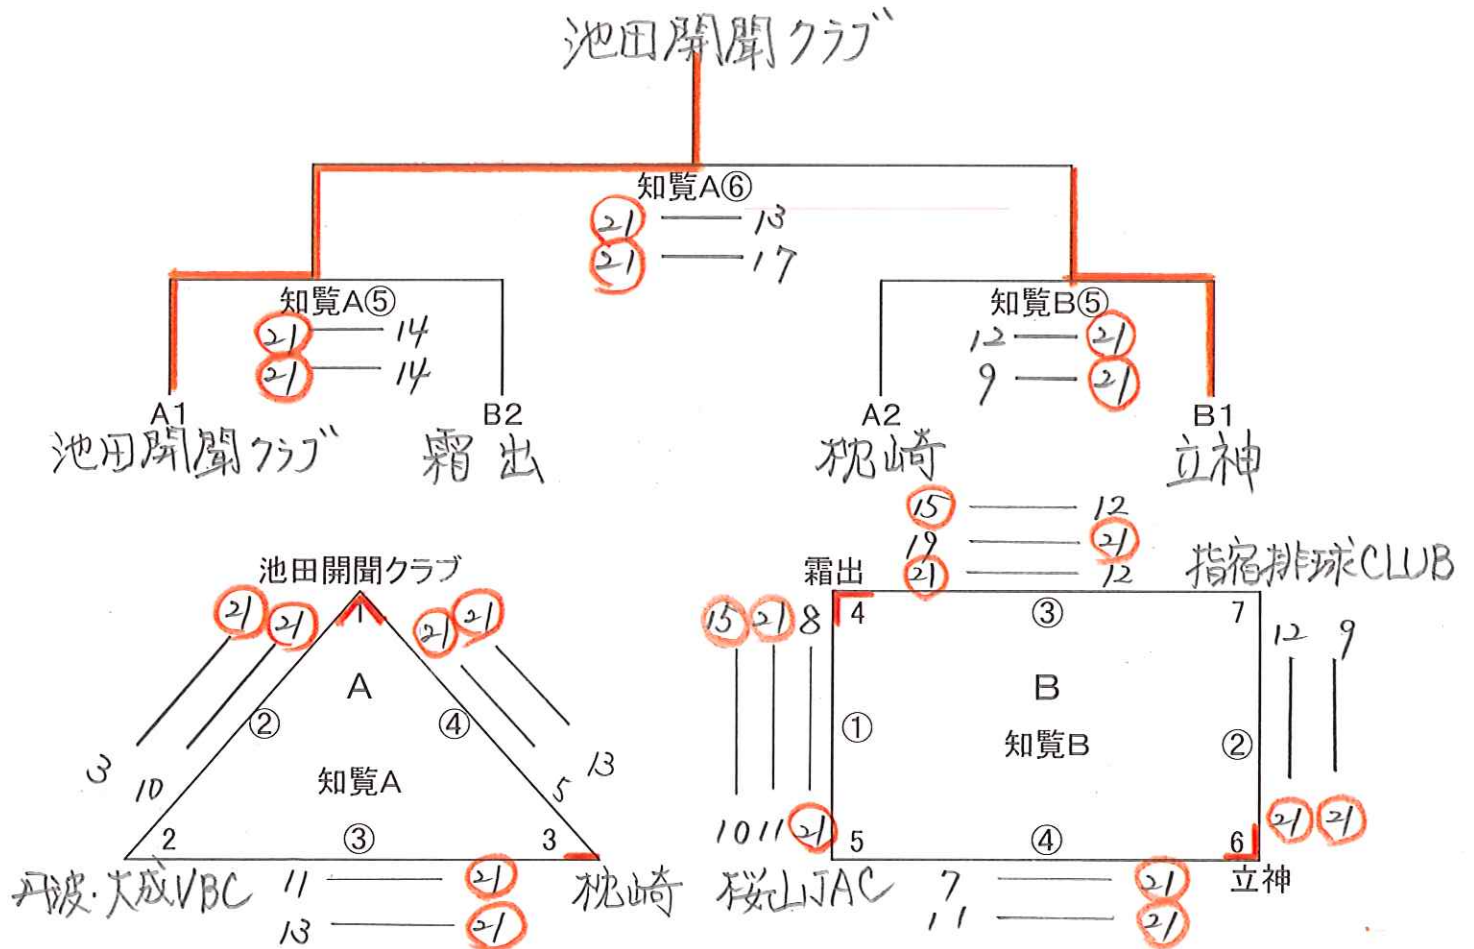 池田開聞クラブ
知覧A⑥
21 — 13
21 — 17
知覧A⑤
21 — 14
21 — 14
知覧B⑤
12 — 21
9 — 21
A1
B2
A2
B1
池田開聞クラブ
霜出
枕崎
立神
池田開聞クラブ
1
21 21
21 21
A
②
④
知覧A
3 10
5 13
2
③
3
丹波・大成VBC
枕崎
11 — 21
13 — 21
15 — 12
19 — 21
21 — 12
霜出
指宿排球CLUB
4
③
7
15 21 8
12 9
B
知覧B
①
②
10 11 21
21 21
5
④
6
桜山JAC
立神
7 — 21
11 — 21